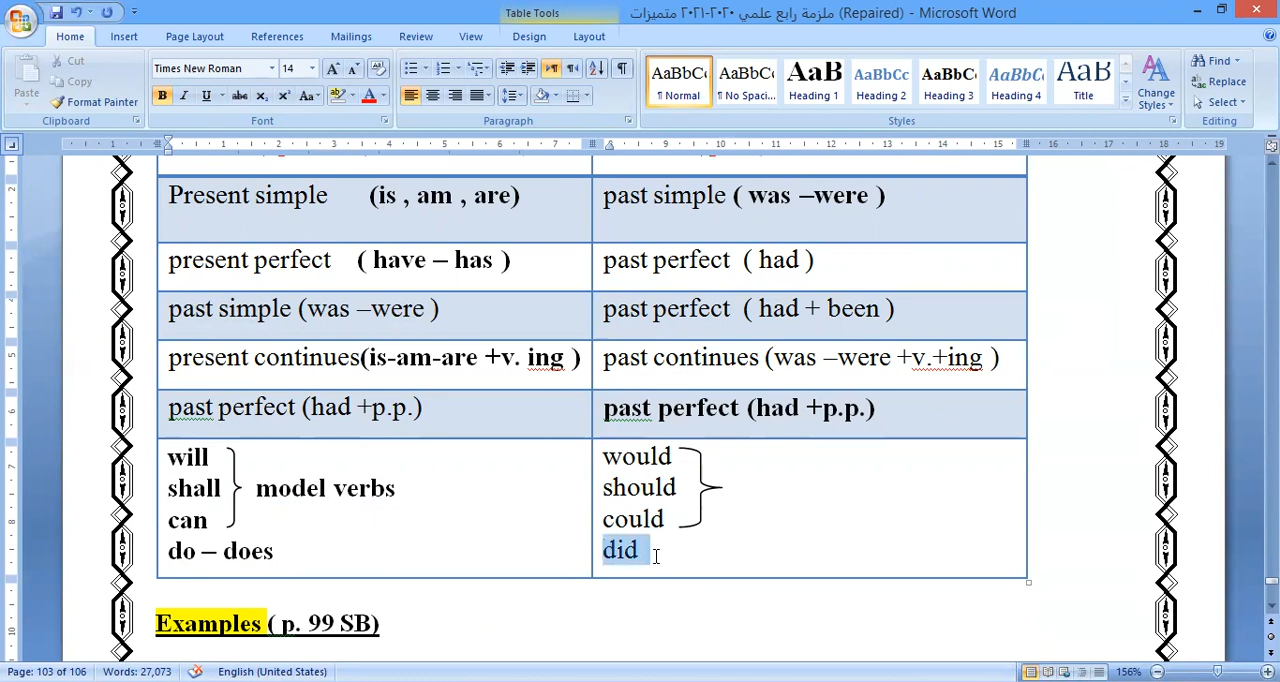 Table Tools
ملزمة رابع علمي ٢٠٢٠-٢٠٢١ متميزات (Repaired) - Microsoft Word
Home Insert Page Layout References Mailings Review View Design Layout
Cut
Copy
Format Painter
Paste
Clipboard
Times New Roman 14
Font
Paragraph
AaBbCc AaBbCc AaB AaBbCc AaBbCc AaBbCc AaB
¶ Normal ¶ No Spaci... Heading 1 Heading 2 Heading 3 Heading 4 Title
Change
Styles
Styles
Find
Replace
Select
Editing
Present simple (is , am , are) past simple ( was –were )
present perfect ( have – has ) past perfect ( had )
past simple (was –were ) past perfect ( had + been )
present continues(is-am-are +v. ing ) past continues (was –were +v.+ing )
past perfect (had +p.p.) past perfect (had +p.p.)
will
shall model verbs
can
do – does
would
should
could
did
Examples ( p. 99 SB)
Page: 103 of 106 Words: 27,073 English (United States) 156%